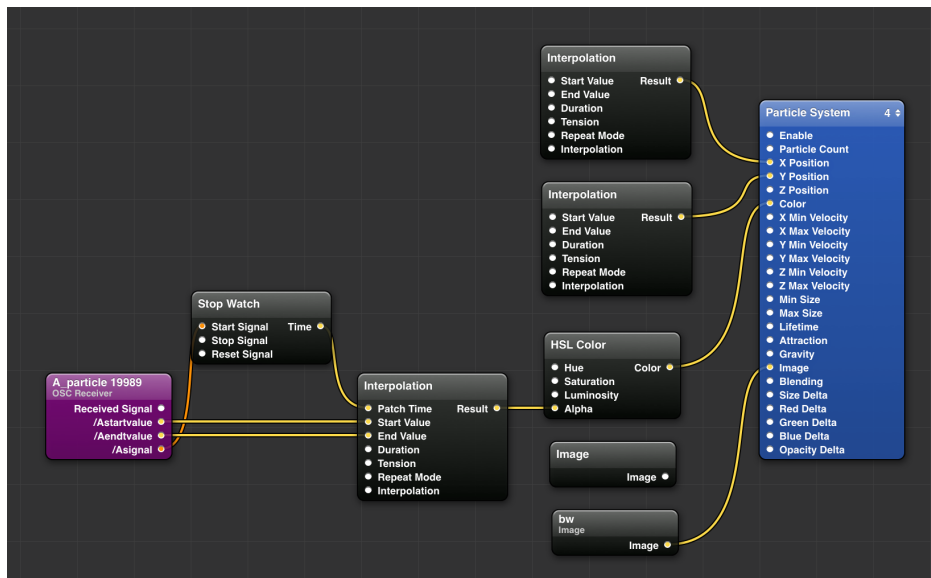 Interpolation
Start Value Result
End Value
Duration
Tension
Repeat Mode
Interpolation
Particle System 4
Enable
Particle Count
X Position
Y Position
Z Position
Color
X Min Velocity
X Max Velocity
Y Min Velocity
Y Max Velocity
Z Min Velocity
Z Max Velocity
Min Size
Max Size
Lifetime
Attraction
Gravity
Image
Blending
Size Delta
Red Delta
Green Delta
Blue Delta
Opacity Delta
Interpolation
Start Value Result
End Value
Duration
Tension
Repeat Mode
Interpolation
Stop Watch
Start Signal Time
Stop Signal
Reset Signal
HSL Color
Hue Color
Saturation
Luminosity
Alpha
A_particle 19989
OSC Receiver
Received Signal
/Astartvalue
/Aendtvalue
/Asignal
Interpolation
Patch Time Result
Start Value
End Value
Duration
Tension
Repeat Mode
Interpolation
Image
Image
bw
Image
Image